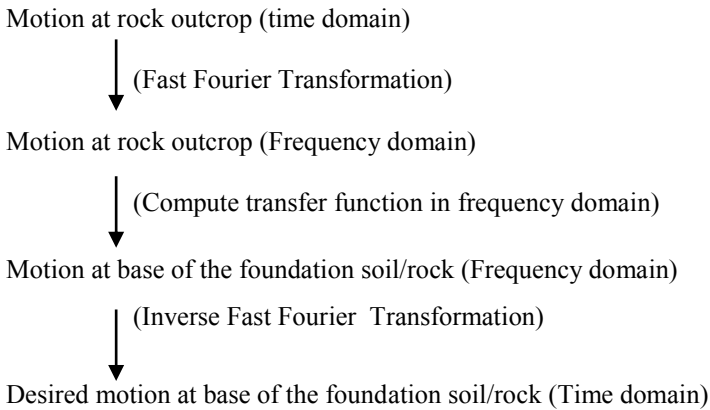 Motion at rock outcrop (time domain)
(Fast Fourier Transformation)
Motion at rock outcrop (Frequency domain)
(Compute transfer function in frequency domain)
Motion at base of the foundation soil/rock (Frequency domain)
(Inverse Fast Fourier Transformation)
Desired motion at base of the foundation soil/rock (Time domain)